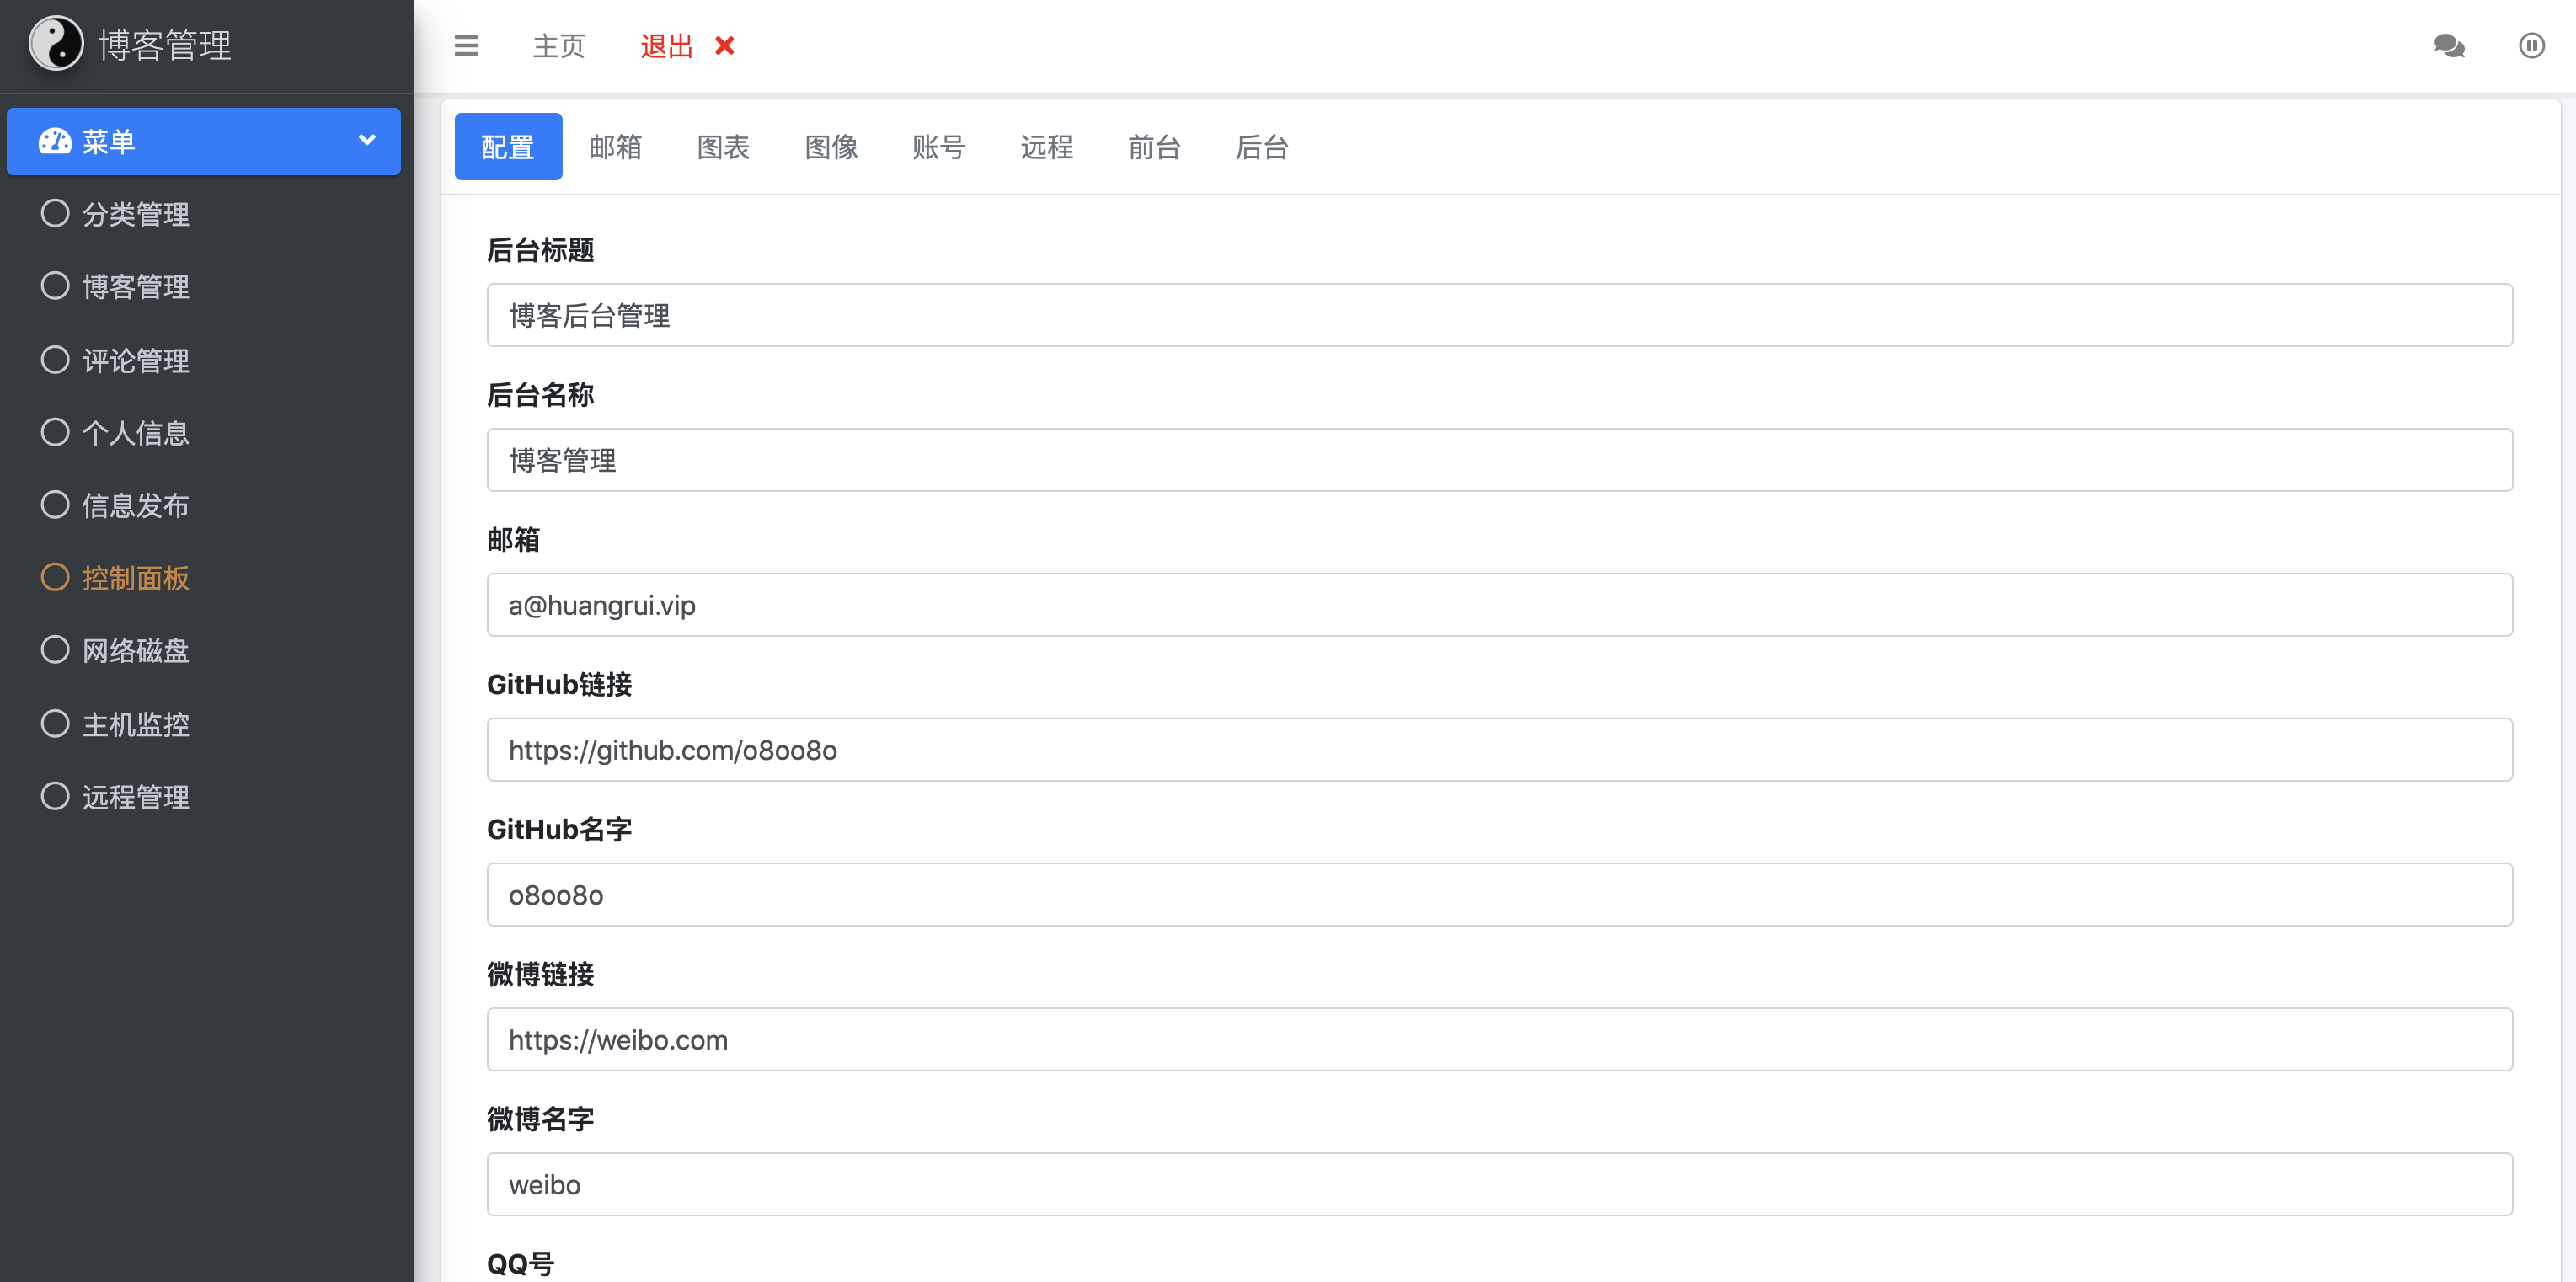 博客管理
主页 退出
菜单
分类管理
博客管理
评论管理
个人信息
信息发布
控制面板
网络磁盘
主机监控
远程管理
配置 邮箱 图表 图像 账号 远程 前台 后台
后台标题
博客后台管理
后台名称
博客管理
邮箱
a@huangrui.vip
GitHub链接
https://github.com/o8oo8o
GitHub名字
o8oo8o
微博链接
https://weibo.com
微博名字
weibo
QQ号